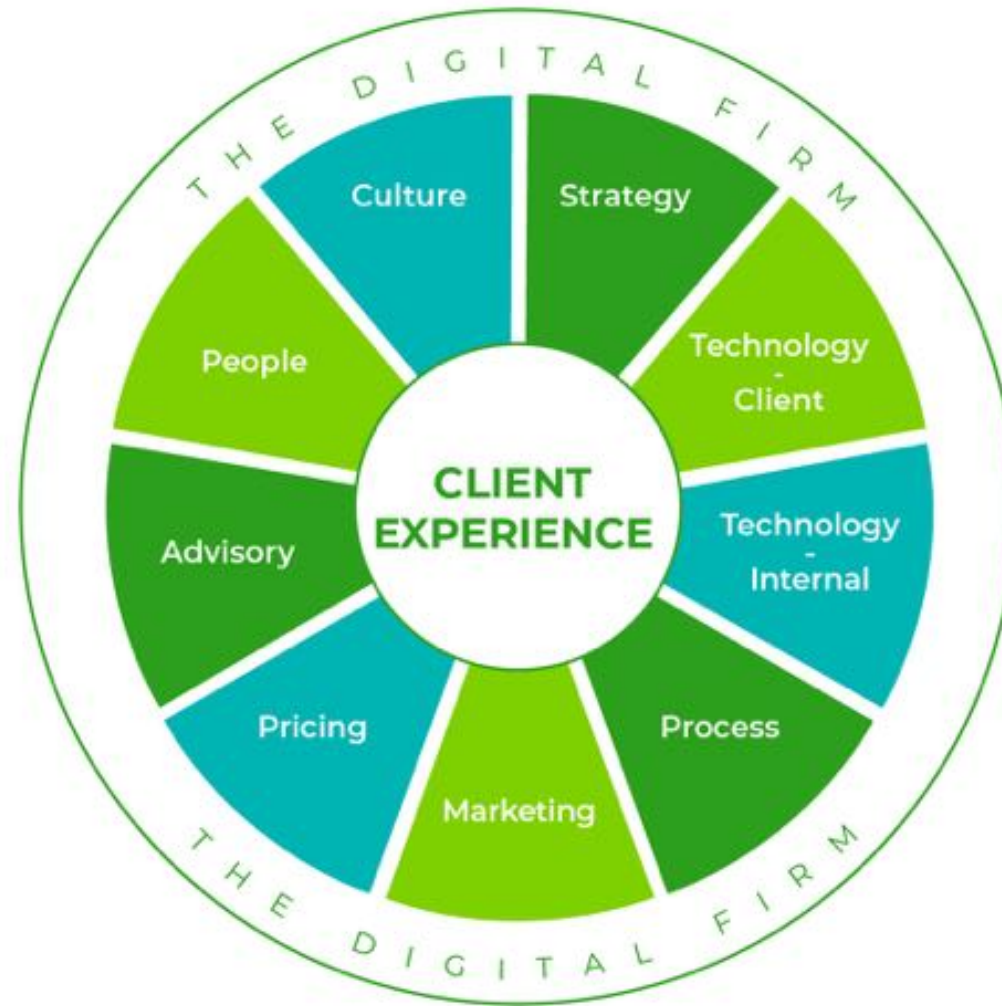 THE DIGITAL FIRM
Culture
Strategy
People
Technology
-
Client
CLIENT
EXPERIENCE
Technology
-
Internal
Advisory
Pricing
Process
Marketing
THE DIGITAL FIRM